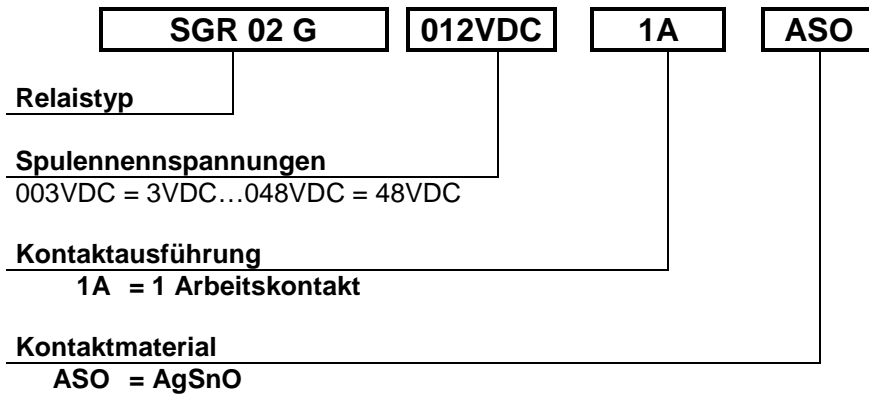 SGR 02 G 012VDC 1A ASO
Relaistyp
Spulennennspannungen
003VDC = 3VDC…048VDC = 48VDC
Kontaktausführung
1A = 1 Arbeitskontakt
Kontaktmaterial
ASO = AgSnO